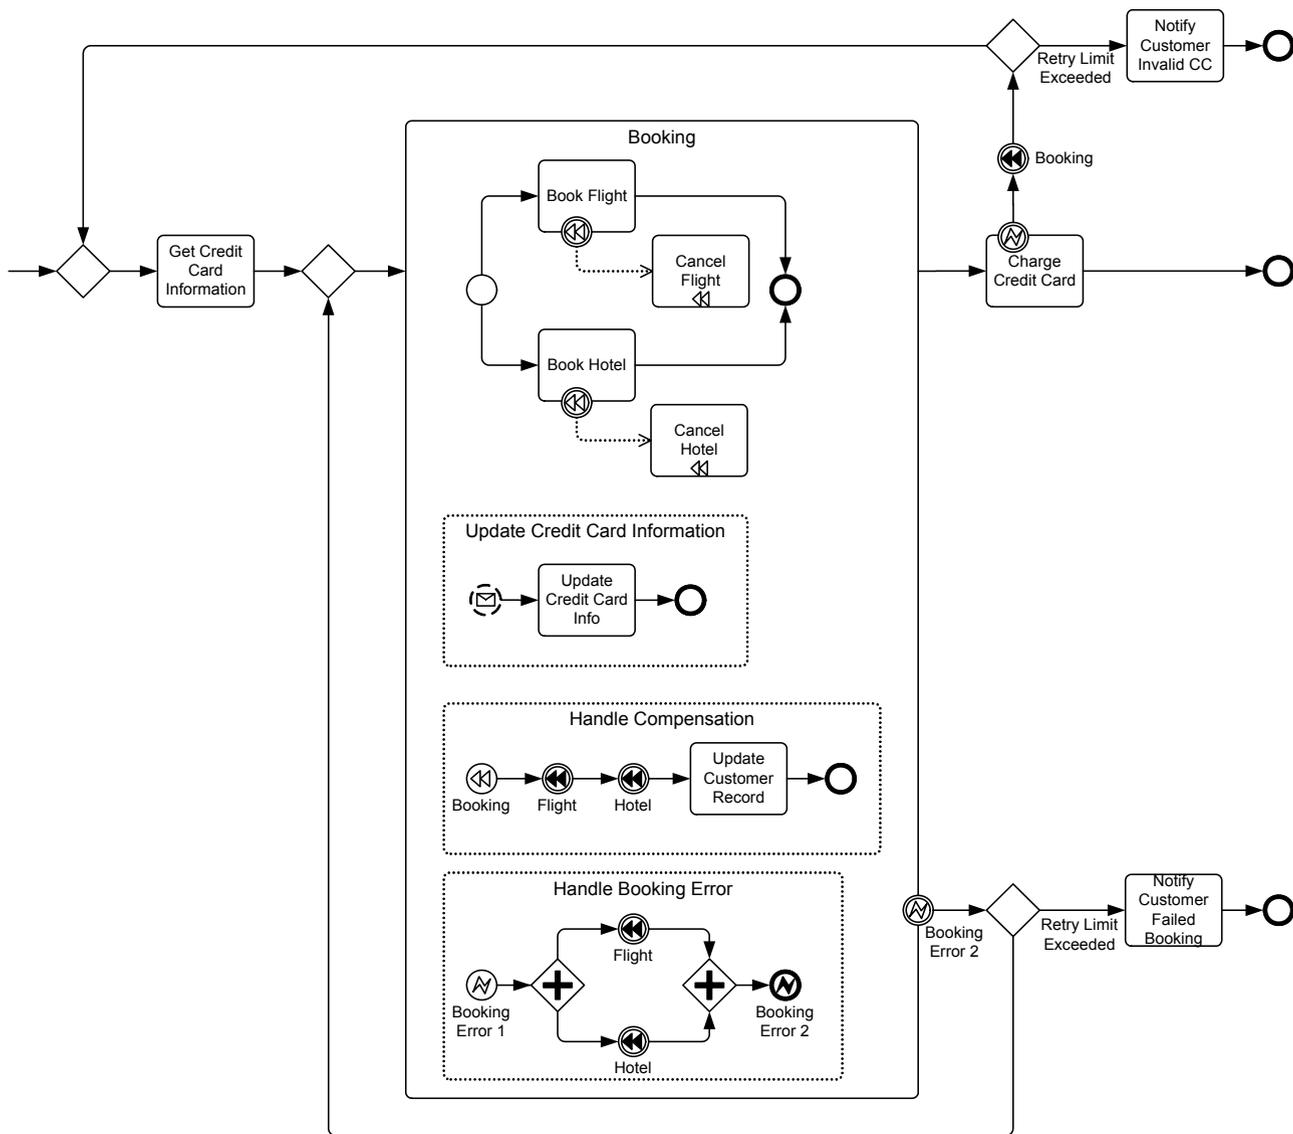 Notify
Customer
Invalid CC
Retry Limit
Exceeded
Booking
Booking
Book Flight
Get Credit
Card
Information
Cancel
Flight
Charge
Credit Card
Book Hotel
Cancel
Hotel
Update Credit Card Information
Update
Credit Card
Info
Handle Compensation
Update
Customer
Record
Booking
Flight
Hotel
Handle Booking Error
Flight
Booking
Error 1
Hotel
Booking
Error 2
Booking
Error 2
Retry Limit
Exceeded
Notify
Customer
Failed
Booking